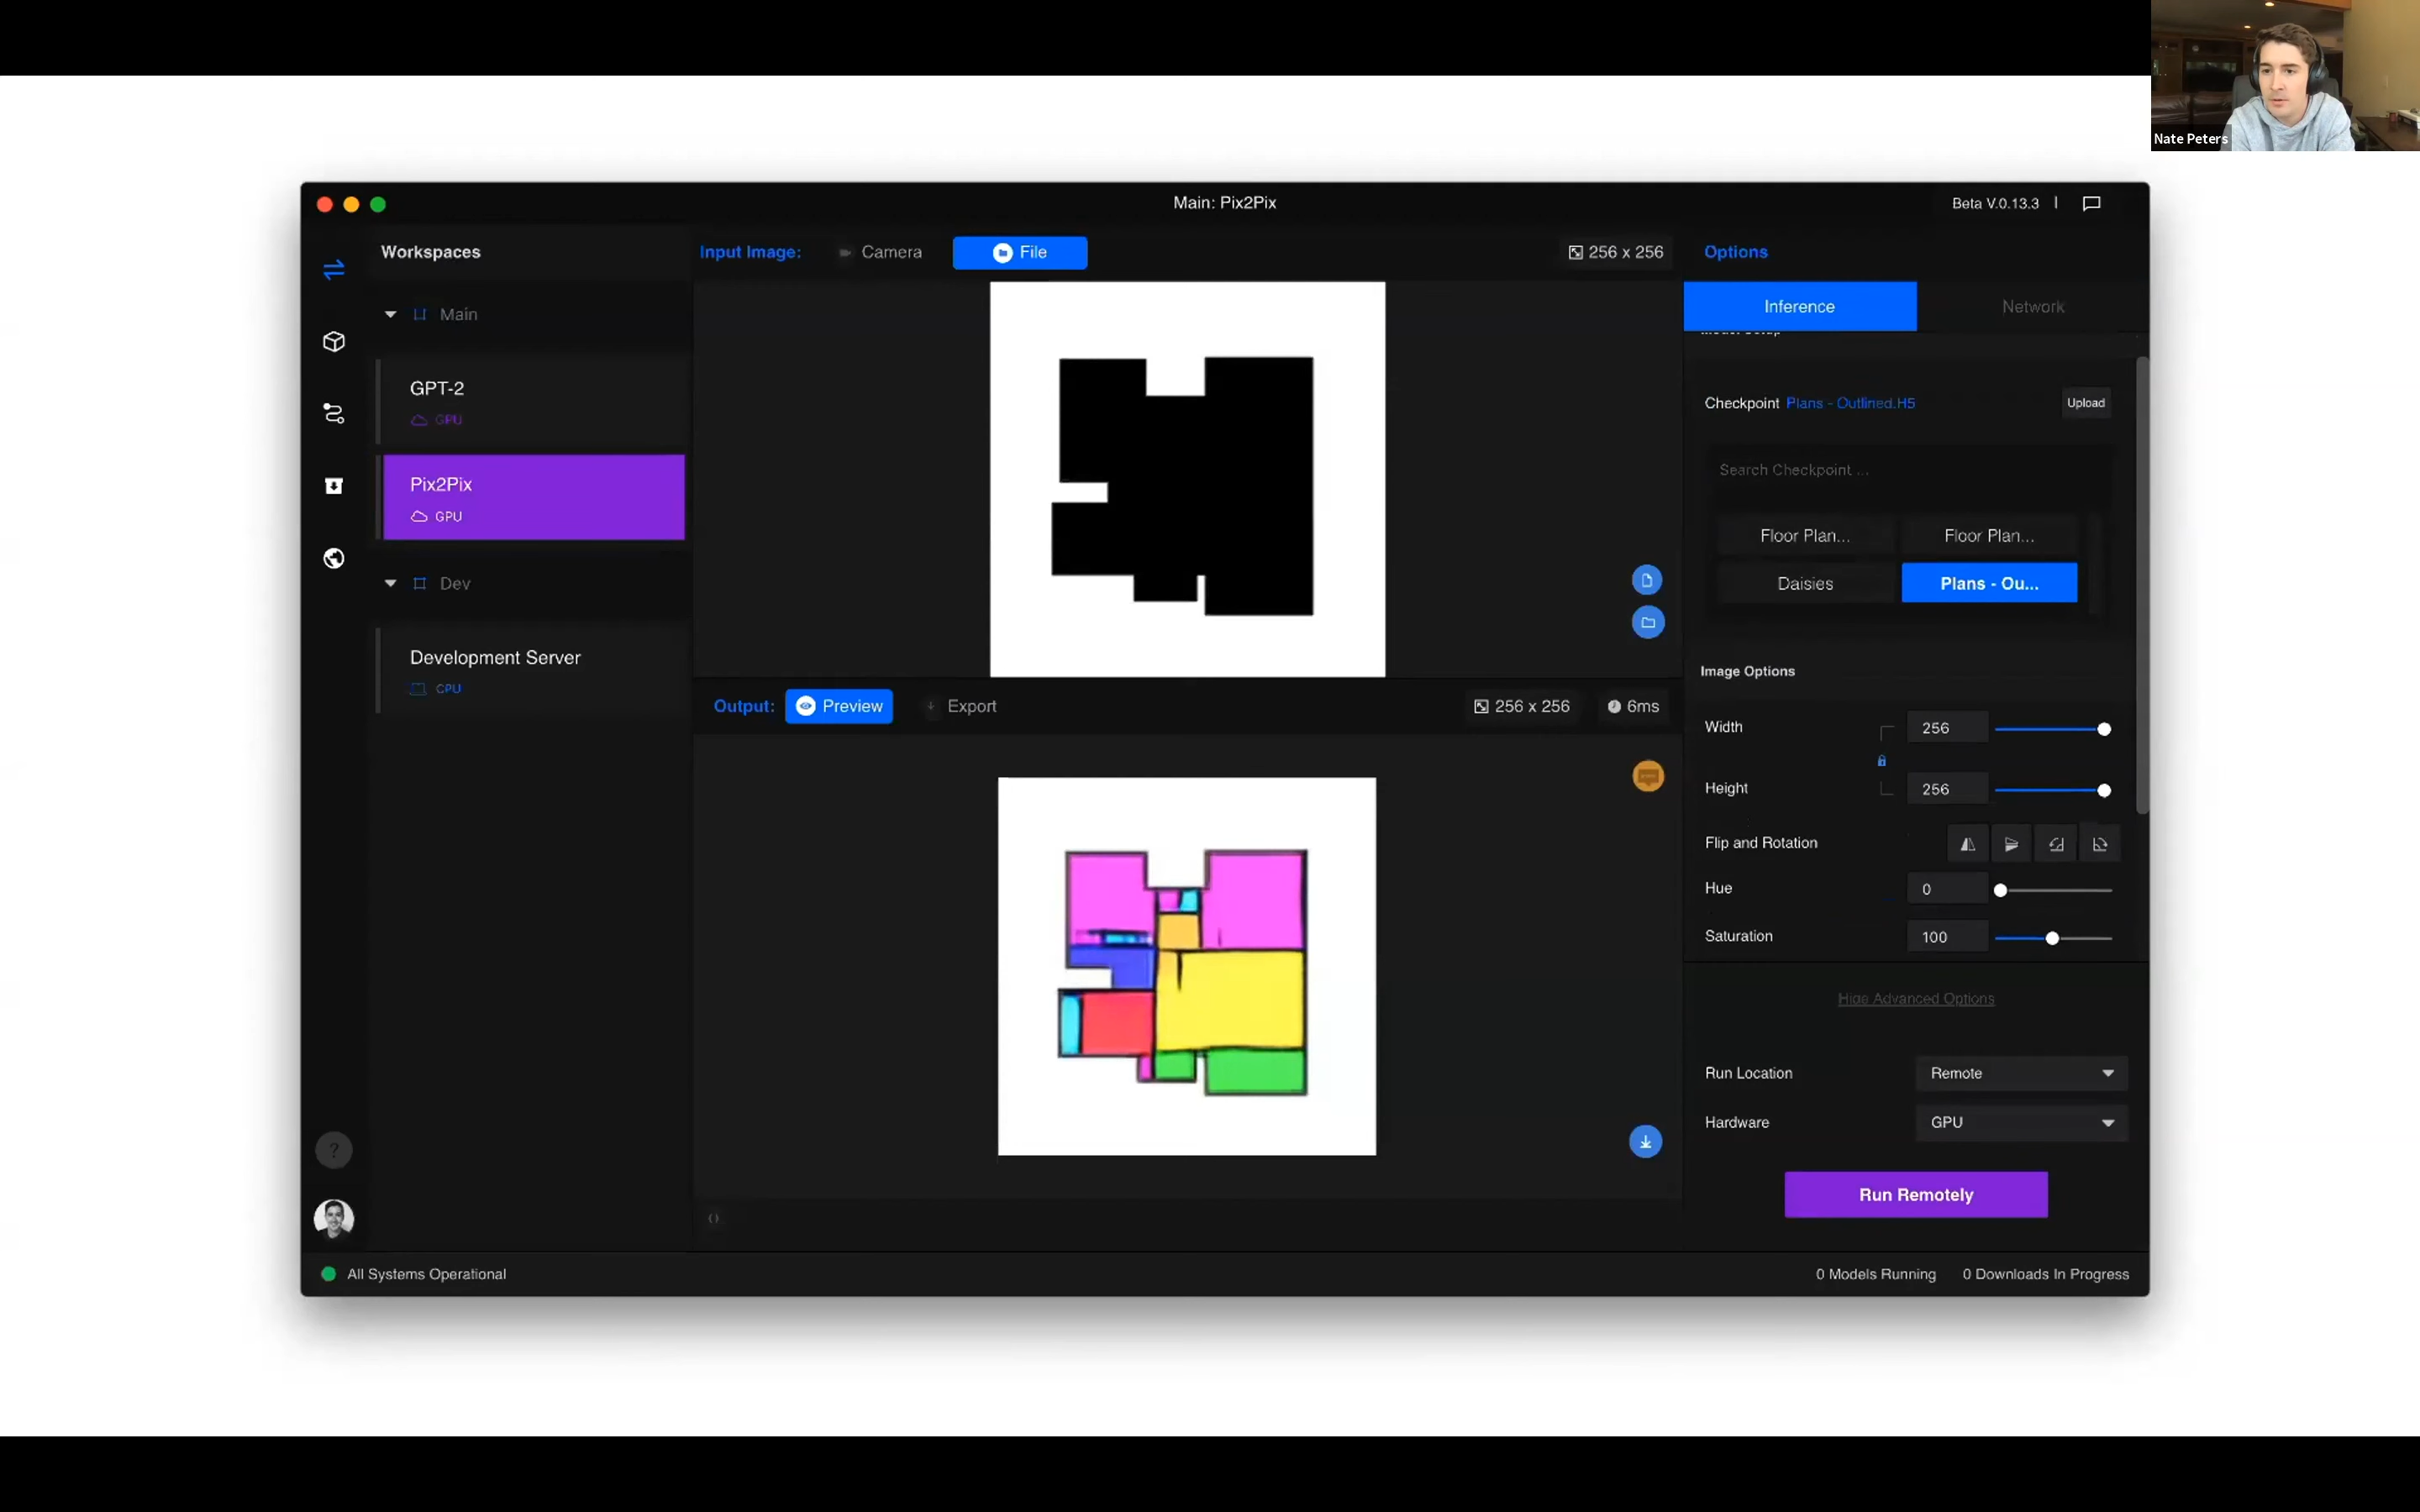 Nate Peters
Main: Pix2Pix
Beta V.0.13.3
Workspaces
Main
GPT-2
GPU
Pix2Pix
GPU
Dev
Development Server
CPU
Input Image: Camera File 256 x 256
Output: Preview Export 256 x 256 6ms
Options
Inference Network
Checkpoint Plans - Outlined.H5 Upload
Search Checkpoint ...
Floor Plan... Floor Plan...
Daisies Plans - Ou...
Image Options
Width 256
Height 256
Flip and Rotation
Hue 0
Saturation 100
Hide Advanced Options
Run Location Remote
Hardware GPU
Run Remotely
?
All Systems Operational
0 Models Running 0 Downloads In Progress